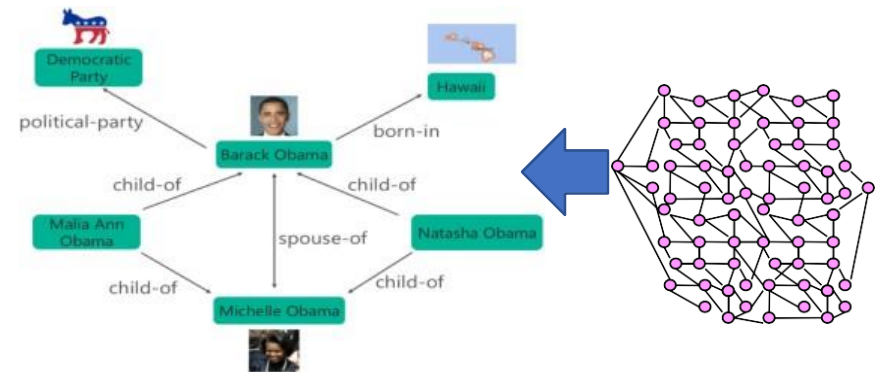 Democratic
Party
Hawaii
political-party
born-in
Barack Obama
child-of
child-of
Malia Ann
Obama
spouse-of
Natasha Obama
child-of
child-of
Michelle Obama